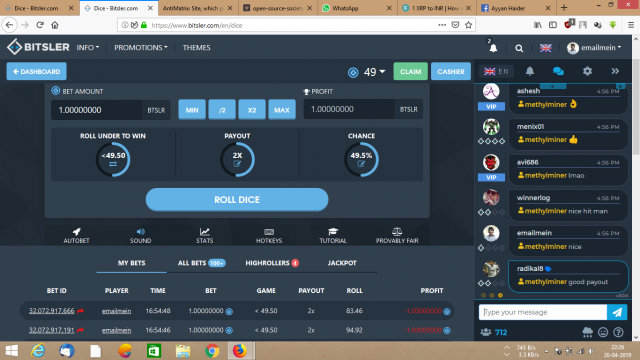 Dice - Bitsler.com
Dice - Bitsler.com
AntiMatrix Site, which p
open-source-socie
WhatsApp
1 XRP to INR | How
Ayyen Haider
https://www.bitsler.com/en/dice
BITSLER
INFO
PROMOTIONS
THEMES
emailmein
DASHBOARD
49
CLAIM
CASHIER
EN
BET AMOUNT
PROFIT
1.00000000 BTSLR
MIN
/2
X2
MAX
1.00000000 BTSLR
ROLL UNDER TO WIN
PAYOUT
CHANCE
<49.50
2X
49.5%
ROLL DICE
AUTOBET
SOUND
STATS
HOTKEYS
TUTORIAL
PROVABLY FAIR
MY BETS
ALL BETS 100+
HIGHROLLERS 4
JACKPOT
BET ID
PLAYER
TIME
BET
GAME
PAYOUT
ROLL
PROFIT
32,072,917,666 emailmein 16:54:48 1.00000000 < 49.50 2x 83.46 -1.00000000
32,072,917,191 emailmein 16:54:46 1.00000000 < 49.50 2x 94.92 -1.00000000
ashesh 4:56 PM
VIP
methylminer
menix01 4:56 PM
methylminer
avi686 4:56 PM
VIP
methylminer lmao
winnerlog 4:56 PM
methylminer nice hit man
emailmein 4:56 PM
methylminer nice
radikal8 4:56 PM
methylminer good payout
Type your message
712
745 B/s
3.5 KB/s
22:26
20-04-2019